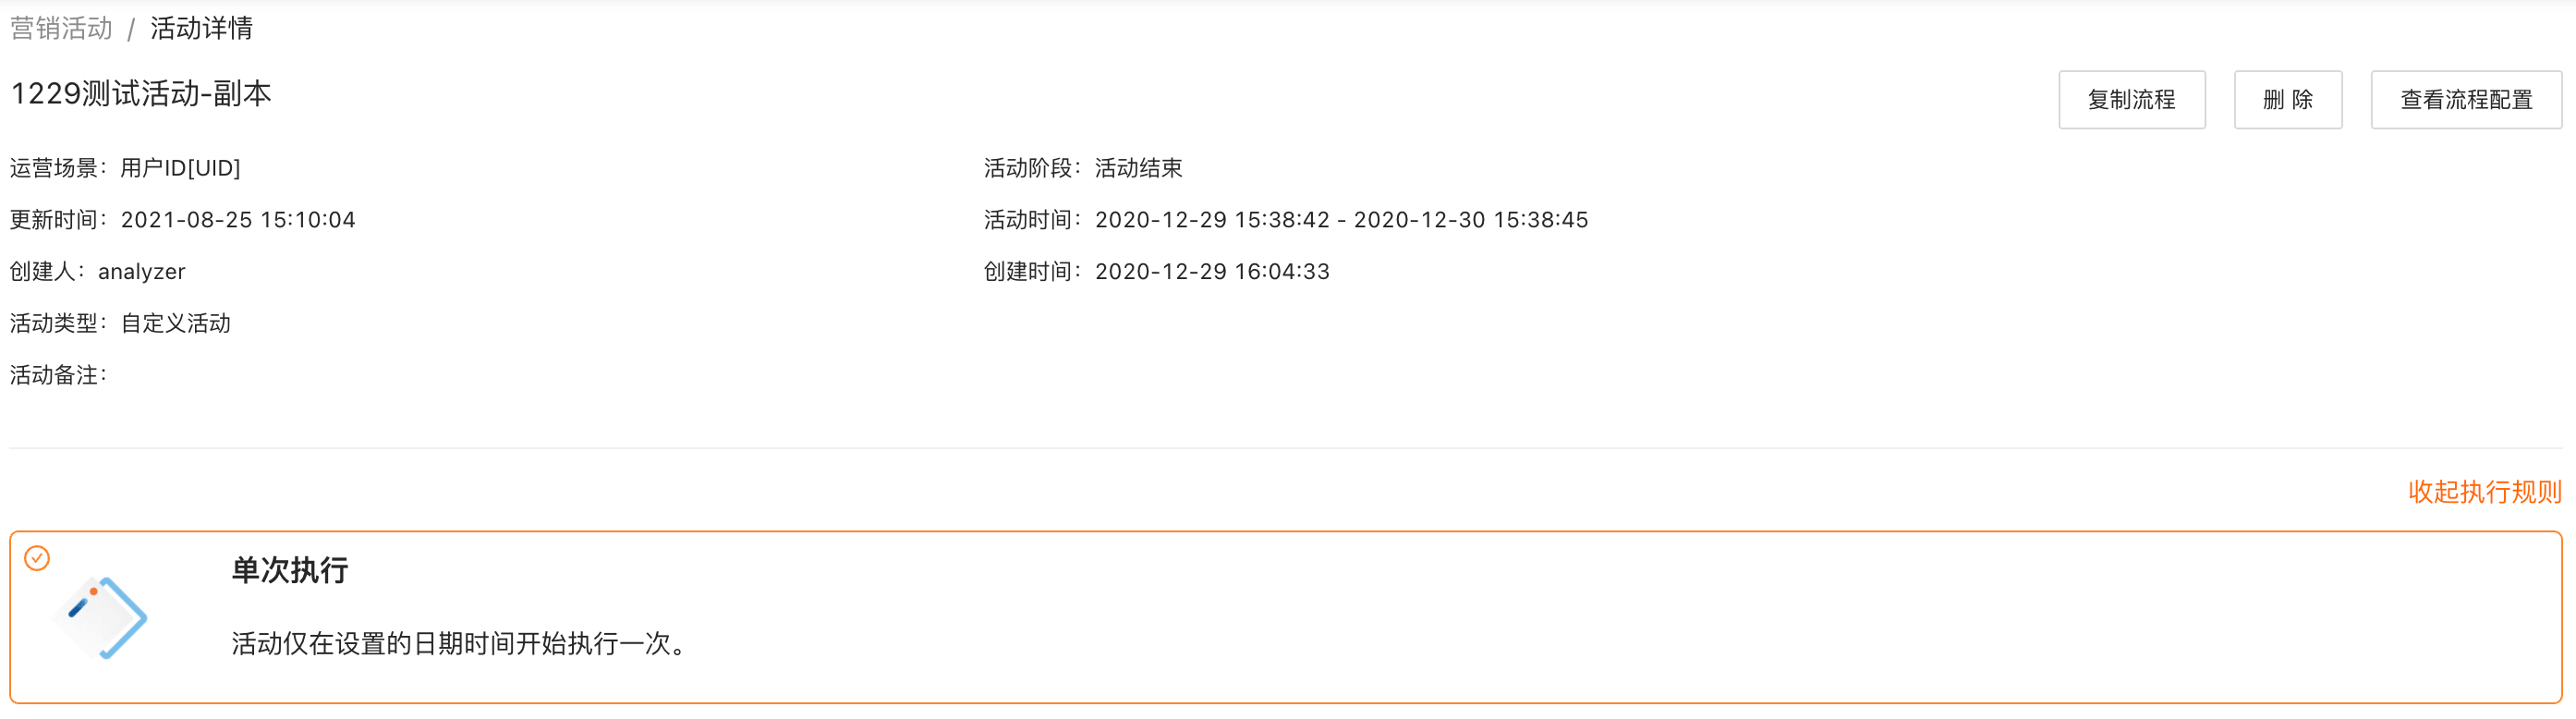 营销活动 / 活动详情
1229测试活动-副本
复制流程 删 除 查看流程配置
运营场景：用户ID[UID] 活动阶段：活动结束
更新时间：2021-08-25 15:10:04 活动时间：2020-12-29 15:38:42 - 2020-12-30 15:38:45
创建人：analyzer 创建时间：2020-12-29 16:04:33
活动类型：自定义活动
活动备注：
收起执行规则
单次执行
活动仅在设置的日期时间开始执行一次。